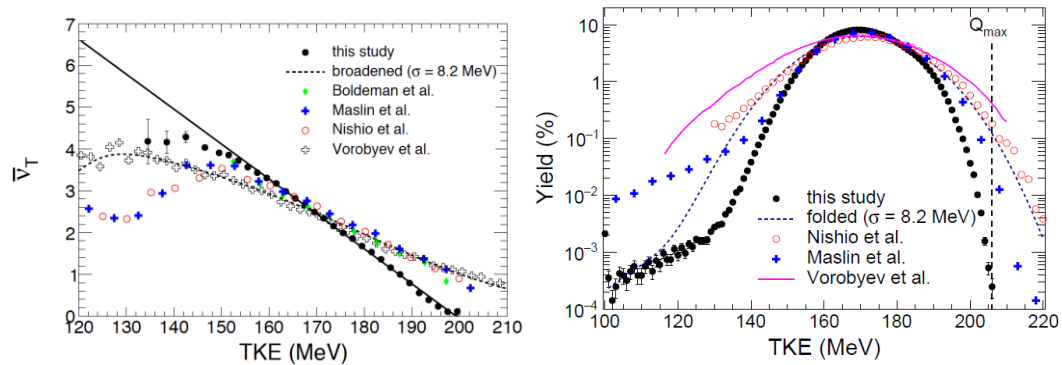 7
6
5
4
3
2
1
0
ν̄_T
this study
broadened (σ = 8.2 MeV)
Boldeman et al.
Maslin et al.
Nishio et al.
Vorobyev et al.
120 130 140 150 160 170 180 190 200 210
TKE (MeV)
10
1
10⁻¹
10⁻²
10⁻³
10⁻⁴
Yield (%)
Q_max
this study
folded (σ = 8.2 MeV)
Nishio et al.
Maslin et al.
Vorobyev et al.
100 120 140 160 180 200 220
TKE (MeV)